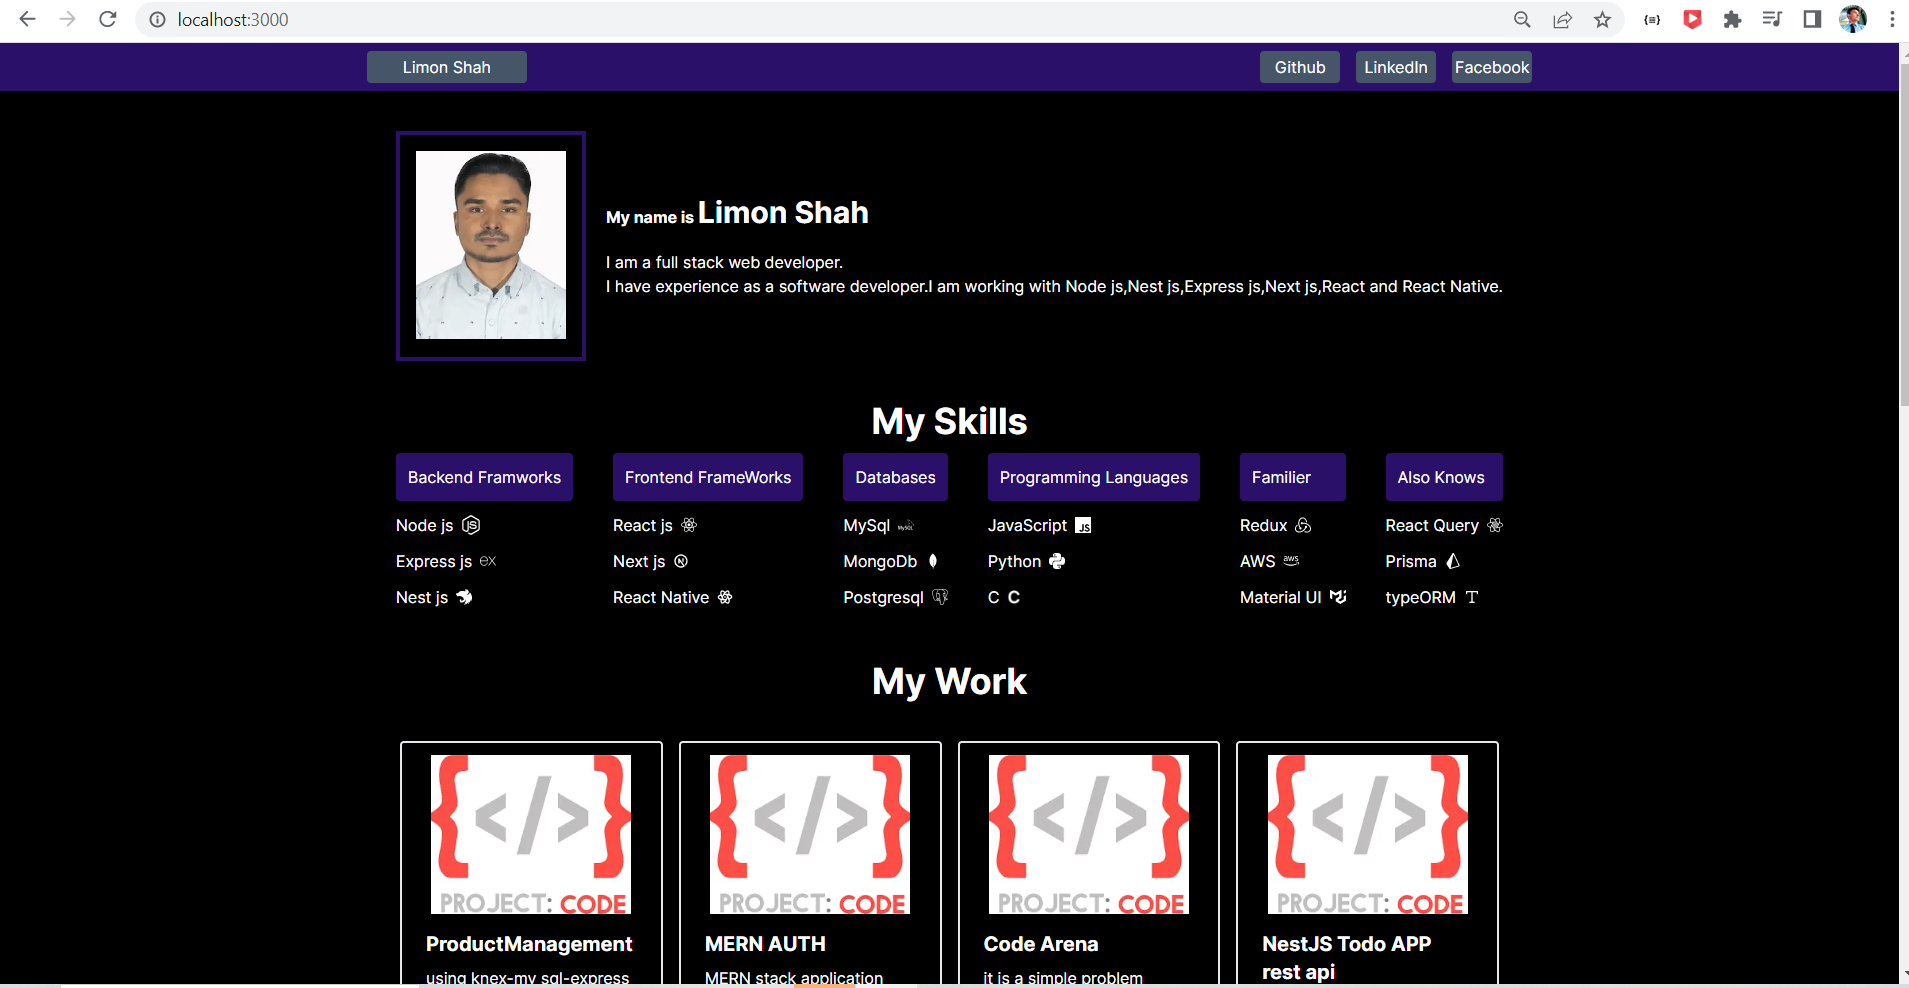 localhost:3000
Limon Shah
Github LinkedIn Facebook
My name is Limon Shah
I am a full stack web developer.
I have experience as a software developer.I am working with Node js,Nest js,Express js,Next js,React and React Native.
My Skills
Backend Framworks Frontend FrameWorks Databases Programming Languages Familier Also Knows
Node js JS React js MySql MySQL JavaScript JS Redux React Query
Express js ex Next js N MongoDb Python AWS aws Prisma
Nest js React Native Postgresql C C Material UI typeORM T
My Work
{</>} {</>} {</>} {</>}
PROJECT: CODE PROJECT: CODE PROJECT: CODE PROJECT: CODE
ProductManagement MERN AUTH Code Arena NestJS Todo APP
rest api
using knex-my sql-express MERN stack application it is a simple problem